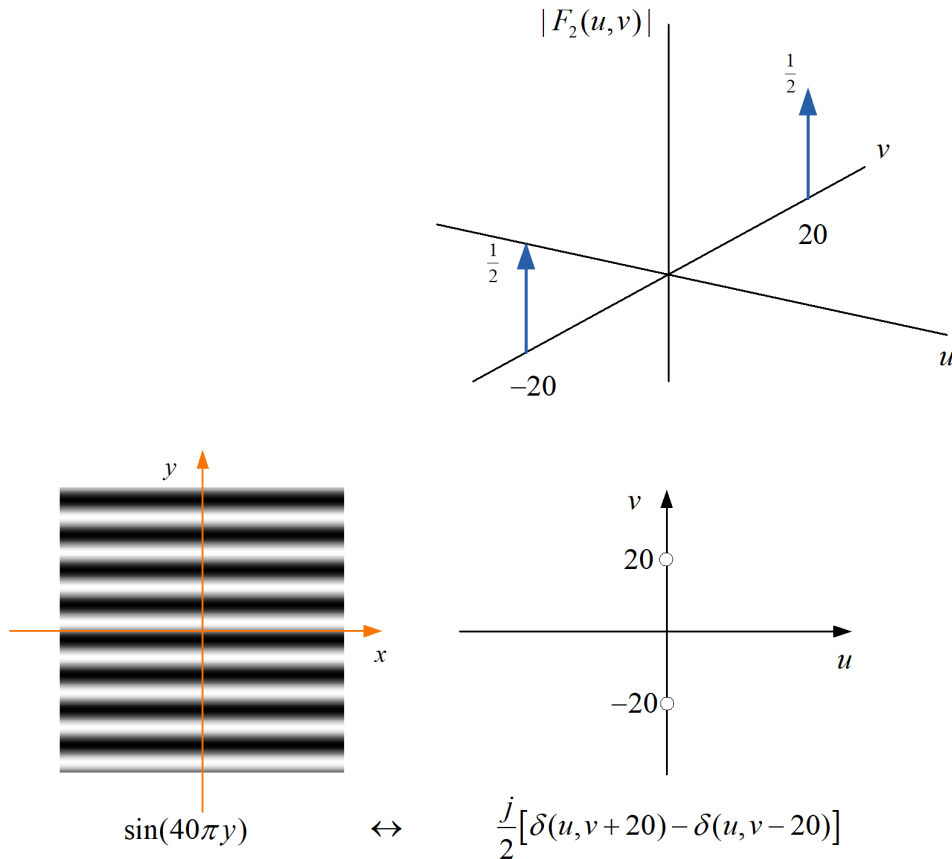 |F₂(u,v)|
½
v
20
½
−20
u
y
x
v
20
u
−20
sin(40πy) ↔ j/2[δ(u,v+20)−δ(u,v−20)]